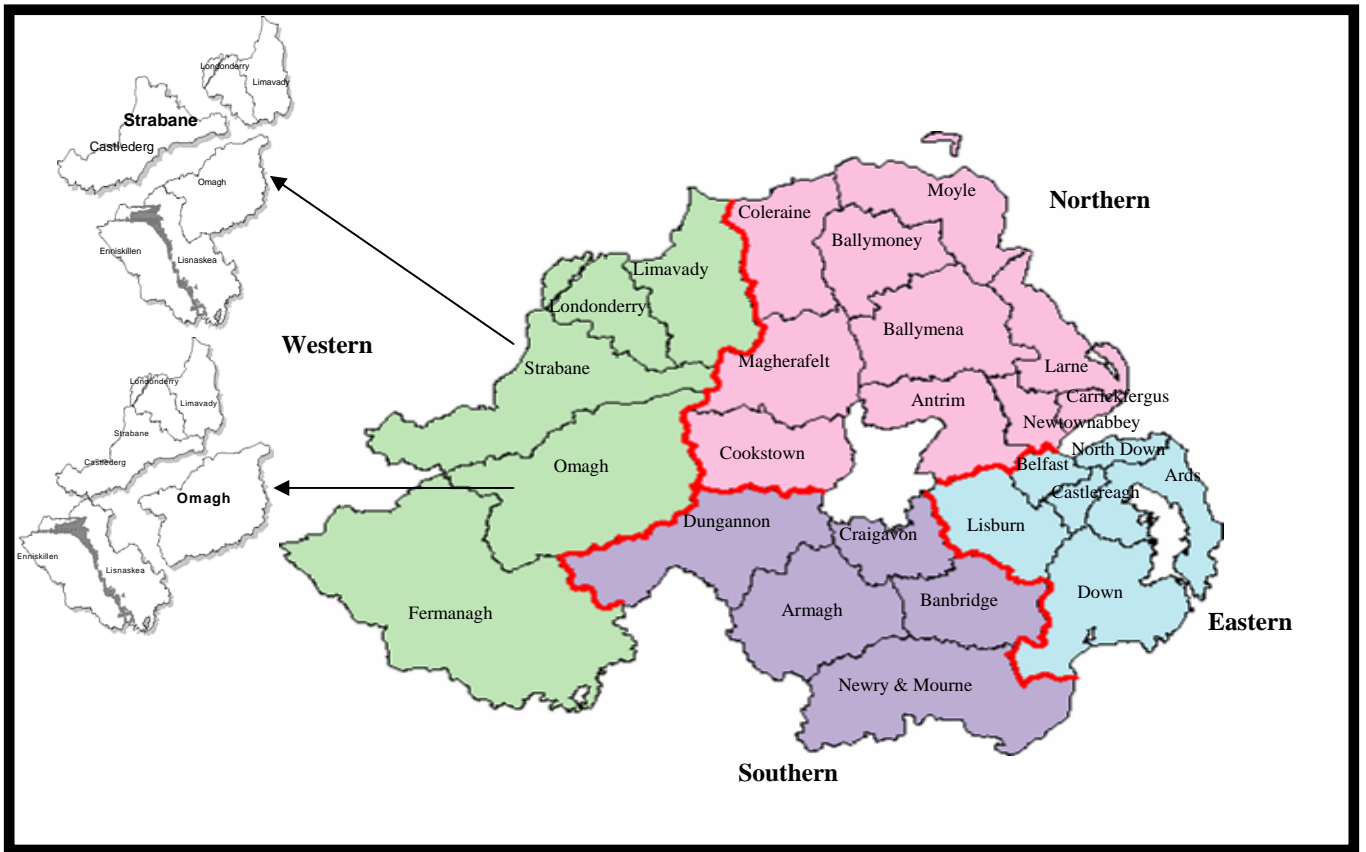 Londonderry
Limavady
Strabane
Castlederg
Omagh
Enniskillen
Lisnaskea
Londonderry
Limavady
Strabane
Castlederg
Omagh
Enniskillen
Lisnaskea
Western
Northern
Eastern
Southern
Limavady
Londonderry
Strabane
Omagh
Fermanagh
Coleraine
Moyle
Ballymoney
Ballymena
Magherafelt
Larne
Antrim
Carrickfergus
Newtownabbey
Cookstown
North Down
Belfast
Ards
Castlereagh
Lisburn
Down
Dungannon
Craigavon
Armagh
Banbridge
Newry & Mourne